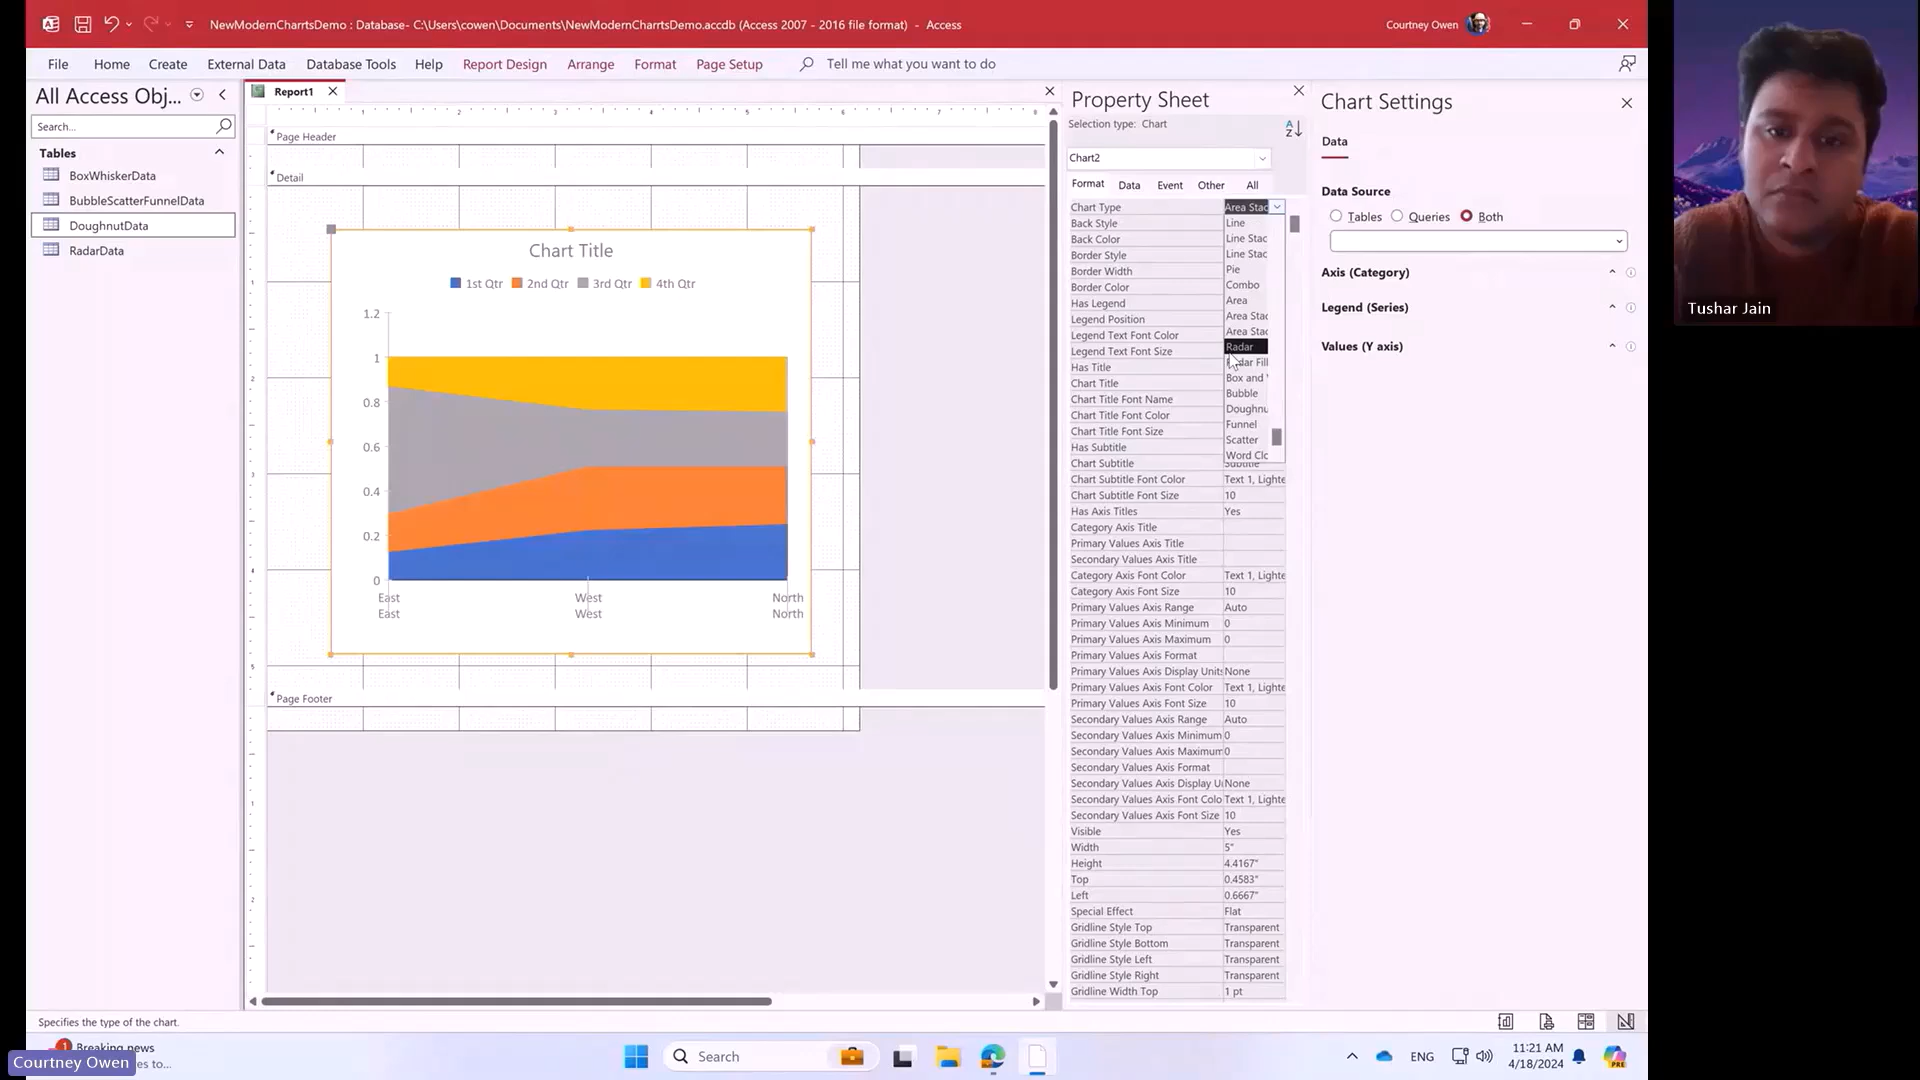 NewModernChartsDemo : Database- C:\Users\cowen\Documents\NewModernChartsDemo.accdb (Access 2007 - 2016 file format) - Access
Courtney Owen
File Home Create External Data Database Tools Help Report Design Arrange Format Page Setup Tell me what you want to do
All Access Obj...
Search...
Tables
BoxWhiskerData
BubbleScatterFunnelData
DoughnutData
RadarData
Report1
Page Header
Detail
Chart Title
1st Qtr 2nd Qtr 3rd Qtr 4th Qtr
1.2
1
0.8
0.6
0.4
0.2
0
East West North
East West North
Page Footer
Property Sheet
Selection type: Chart
Chart2
Format Data Event Other All
Chart Type Area Stac
Back Style
Back Color
Border Style
Border Width
Border Color
Has Legend
Legend Position
Legend Text Font Color
Legend Text Font Size
Has Title
Chart Title
Chart Title Font Name
Chart Title Font Color
Chart Title Font Size
Has Subtitle
Chart Subtitle
Line
Line Stac
Line Stac
Pie
Combo
Area
Area Stac
Area Stac
Radar
Radar Fil
Box and
Bubble
Doughnu
Funnel
Scatter
Word Clo
Subtitle
Chart Subtitle Font Color Text 1, Lighte
Chart Subtitle Font Size 10
Has Axis Titles Yes
Category Axis Title
Primary Values Axis Title
Secondary Values Axis Title
Category Axis Font Color Text 1, Lighte
Category Axis Font Size 10
Primary Values Axis Range Auto
Primary Values Axis Minimum 0
Primary Values Axis Maximum 0
Primary Values Axis Format
Primary Values Axis Display Units None
Primary Values Axis Font Color Text 1, Lighte
Primary Values Axis Font Size 10
Secondary Values Axis Range Auto
Secondary Values Axis Minimum 0
Secondary Values Axis Maximum 0
Secondary Values Axis Format
Secondary Values Axis Display U None
Secondary Values Axis Font Colo Text 1, Lighte
Secondary Values Axis Font Size 10
Visible Yes
Width 5"
Height 4.4167"
Top 0.4583"
Left 0.6667"
Special Effect Flat
Gridline Style Top Transparent
Gridline Style Bottom Transparent
Gridline Style Left Transparent
Gridline Style Right Transparent
Gridline Width Top 1 pt
Chart Settings
Data
Data Source
Tables Queries Both
Axis (Category)
Legend (Series)
Values (Y axis)
Tushar Jain
Specifies the type of the chart.
1 Breaking news
es to...
Courtney Owen
Search
ENG
11:21 AM
4/18/2024
PRE